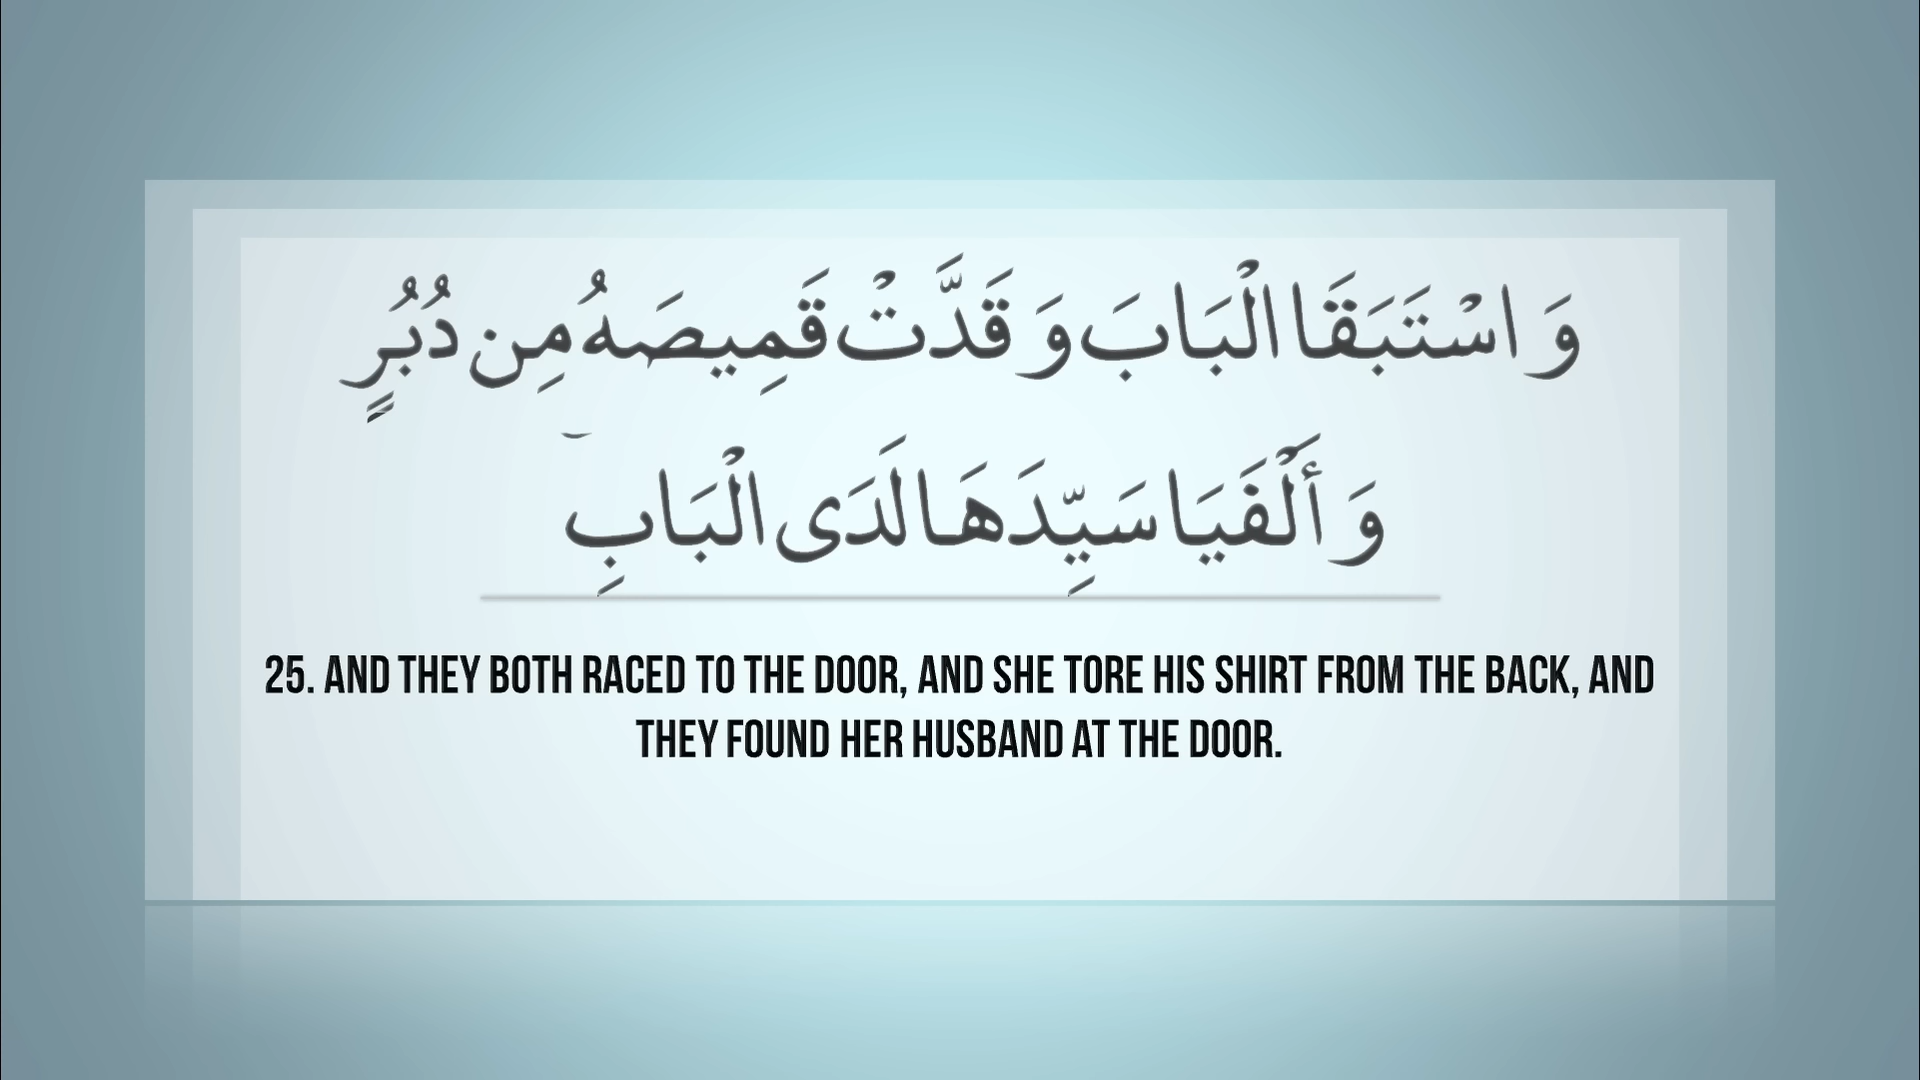 وَ اسْتَبَقَا الْبَابَ وَ قَدَّتْ قَمِيصَهُ مِن دُبُرٍ
وَ أَلْفَيَا سَيِّدَهَا لَدَى الْبَابِ
25. AND THEY BOTH RACED TO THE DOOR, AND SHE TORE HIS SHIRT FROM THE BACK, AND
THEY FOUND HER HUSBAND AT THE DOOR.